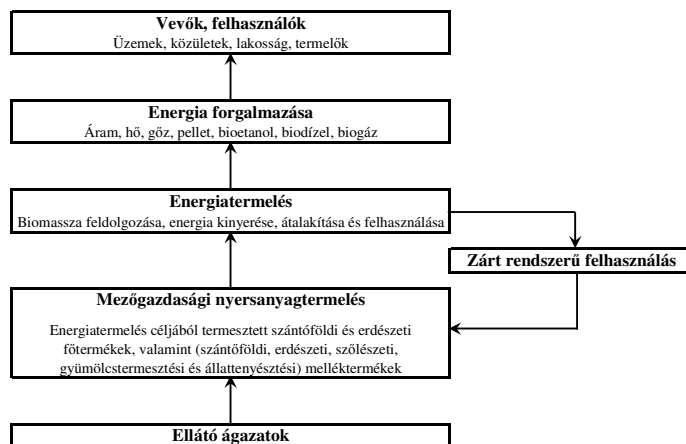 Vevők, felhasználók
Üzemek, közületek, lakosság, termelők
Energia forgalmazása
Áram, hő, gőz, pellet, bioetanol, biodízel, biogáz
Energiatermelés
Biomassza feldolgozása, energia kinyerése, átalakítása és felhasználása
Zárt rendszerű felhasználás
Mezőgazdasági nyersanyagtermelés
Energiatermelés céljából termesztett szántóföldi és erdészeti
főtermékek, valamint (szántőföldi, erdészeti, szőlészeti,
gyümölcstermesztési és állattenyésztési) melléktermékek
Ellátó ágazatok